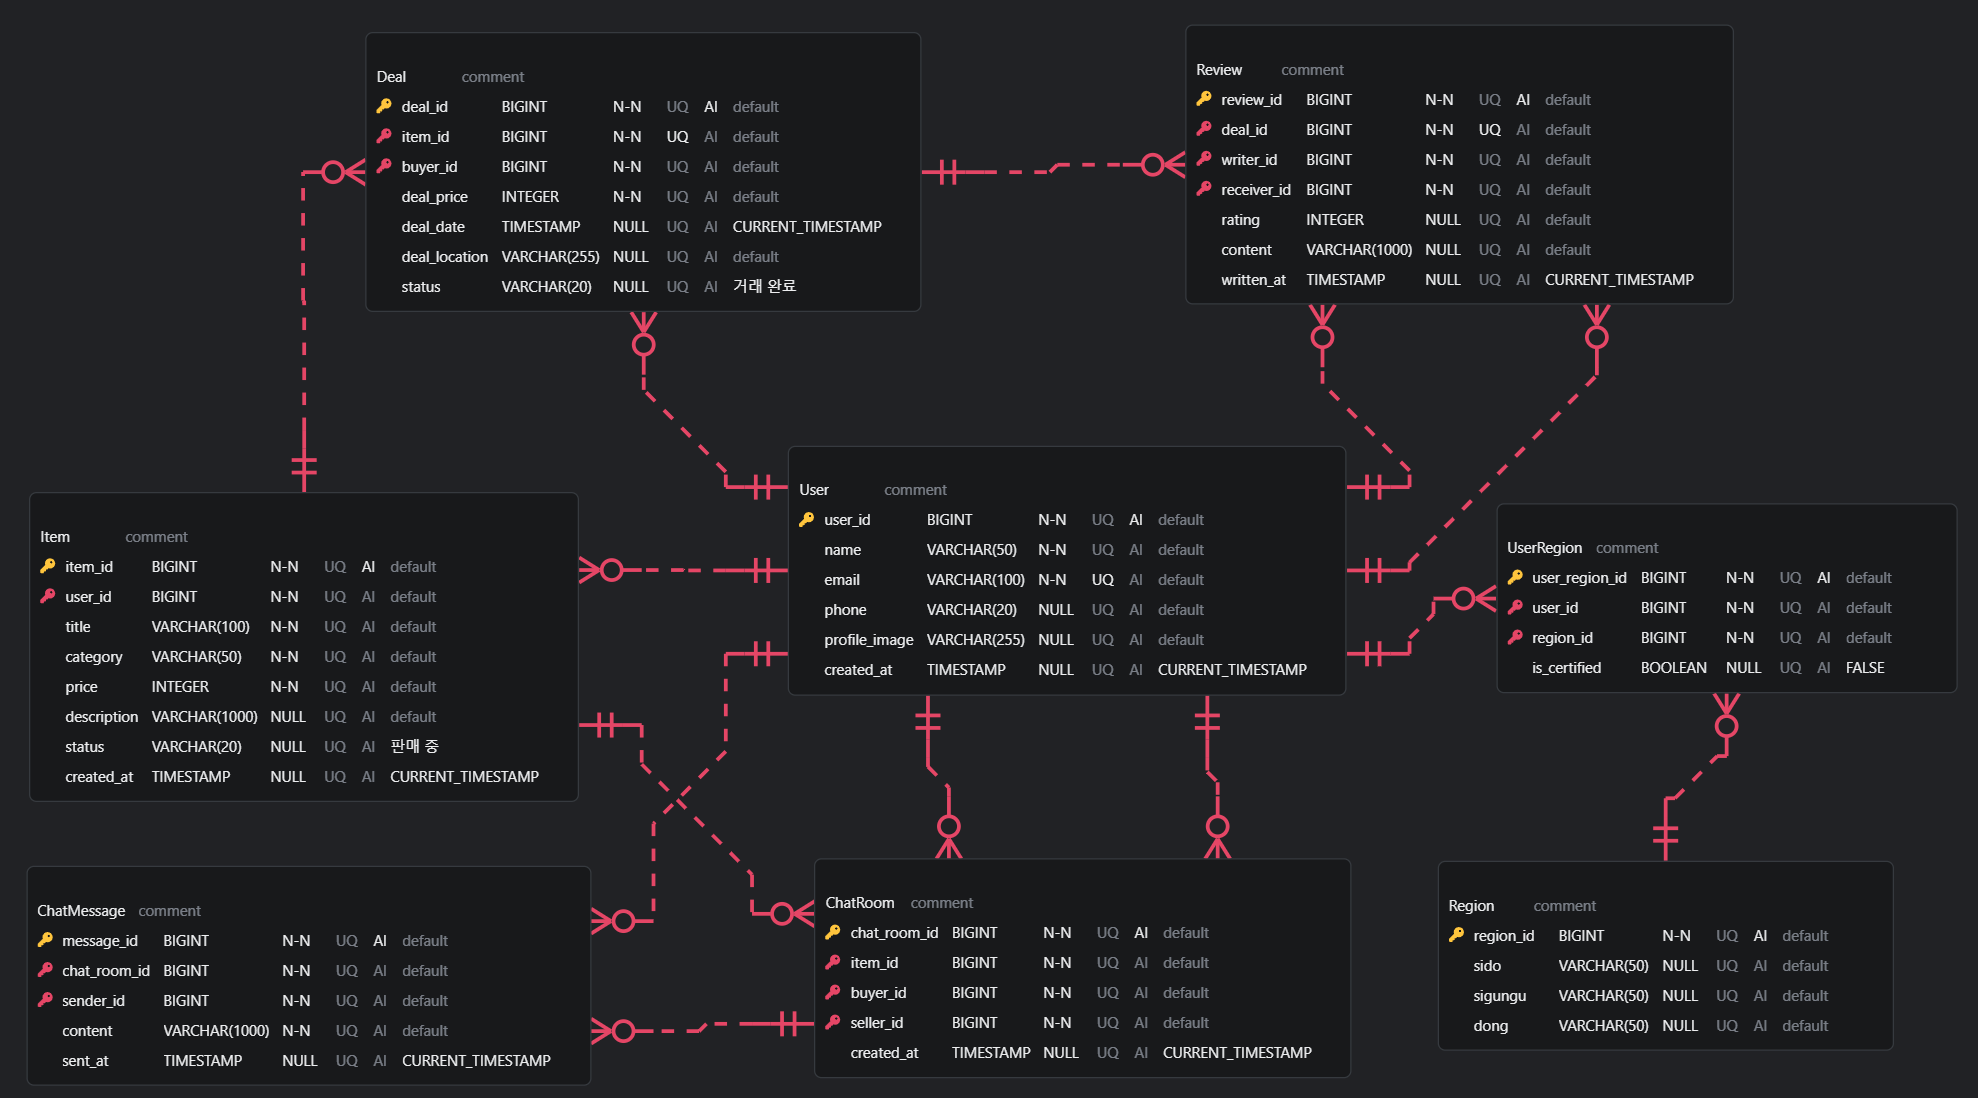 Deal comment
deal_id BIGINT N-N UQ AI default
item_id BIGINT N-N UQ AI default
buyer_id BIGINT N-N UQ AI default
deal_price INTEGER N-N UQ AI default
deal_date TIMESTAMP NULL UQ AI CURRENT_TIMESTAMP
deal_location VARCHAR(255) NULL UQ AI default
status VARCHAR(20) NULL UQ AI 거래 완료
Review comment
review_id BIGINT N-N UQ AI default
deal_id BIGINT N-N UQ AI default
writer_id BIGINT N-N UQ AI default
receiver_id BIGINT N-N UQ AI default
rating INTEGER NULL UQ AI default
content VARCHAR(1000) NULL UQ AI default
written_at TIMESTAMP NULL UQ AI CURRENT_TIMESTAMP
User comment
user_id BIGINT N-N UQ AI default
name VARCHAR(50) N-N UQ AI default
email VARCHAR(100) N-N UQ AI default
phone VARCHAR(20) NULL UQ AI default
profile_image VARCHAR(255) NULL UQ AI default
created_at TIMESTAMP NULL UQ AI CURRENT_TIMESTAMP
Item comment
item_id BIGINT N-N UQ AI default
user_id BIGINT N-N UQ AI default
title VARCHAR(100) N-N UQ AI default
category VARCHAR(50) N-N UQ AI default
price INTEGER N-N UQ AI default
description VARCHAR(1000) NULL UQ AI default
status VARCHAR(20) NULL UQ AI 판매 중
created_at TIMESTAMP NULL UQ AI CURRENT_TIMESTAMP
UserRegion comment
user_region_id BIGINT N-N UQ AI default
user_id BIGINT N-N UQ AI default
region_id BIGINT N-N UQ AI default
is_certified BOOLEAN NULL UQ AI FALSE
ChatMessage comment
message_id BIGINT N-N UQ AI default
chat_room_id BIGINT N-N UQ AI default
sender_id BIGINT N-N UQ AI default
content VARCHAR(1000) N-N UQ AI default
sent_at TIMESTAMP NULL UQ AI CURRENT_TIMESTAMP
ChatRoom comment
chat_room_id BIGINT N-N UQ AI default
item_id BIGINT N-N UQ AI default
buyer_id BIGINT N-N UQ AI default
seller_id BIGINT N-N UQ AI default
created_at TIMESTAMP NULL UQ AI CURRENT_TIMESTAMP
Region comment
region_id BIGINT N-N UQ AI default
sido VARCHAR(50) NULL UQ AI default
sigungu VARCHAR(50) NULL UQ AI default
dong VARCHAR(50) NULL UQ AI default